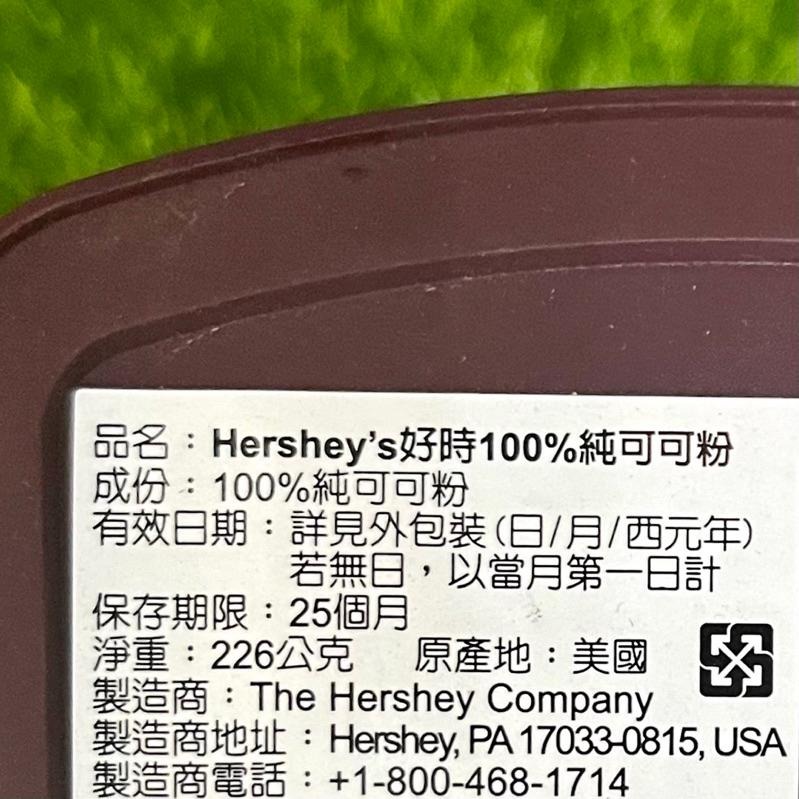 品名：Hershey's好時100%純可可粉
成份：100%純可可粉
有效日期：詳見外包裝(日/月/西元年)
若無日，以當月第一日計
保存期限：25個月
淨重：226公克 原產地：美國
製造商：The Hershey Company
製造商地址：Hershey, PA 17033-0815, USA
製造商電話：+1-800-468-1714